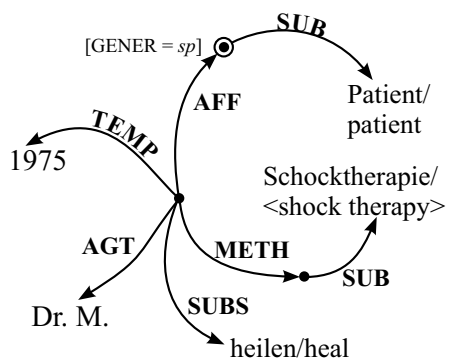 SUB
[GENER = sp]
AFF
Patient/
patient
TEMP
1975
Schocktherapie/
<shock therapy>
AGT
METH
SUB
SUBS
Dr. M.
heilen/heal